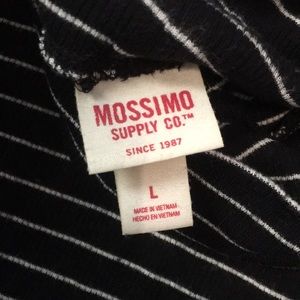 MOSSIMO
SUPPLY CO.™
SINCE 1987
L
MADE IN VIETNAM
HECHO EN VIETNAM